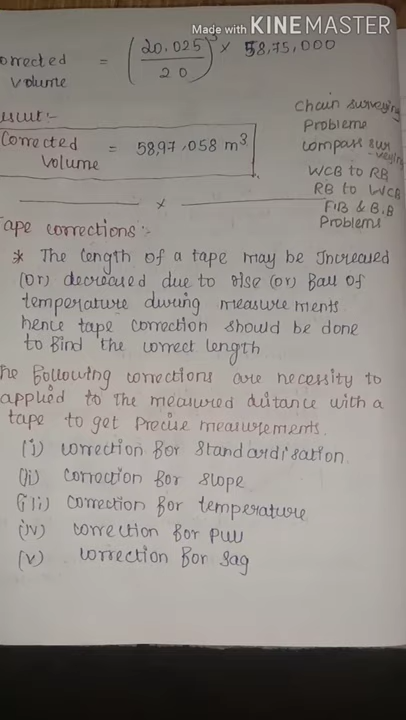 Made with KINEMASTER
orrected = (20.025/20)³ × 58,75,000
volume
esult:-
Corrected = 58,97,058 m³
Volume
Chain surveying
Problems
compass sur
-veying
WCB to RB
RB to WCB
FB & B.B
Problems
x
Tape corrections:-
* The length of a tape may be Increased
(or) decreased due to rise (or) fall of
temperature during measurements
hence tape correction should be done
to find the correct length
he following corrections are necessity to
applied to the measured distance with a
tape to get precise measurements.
(i) correction for standardisation
(ii) correction for slope
(iii) correction for temperature
(iv) correction for pull
(v) correction for sag